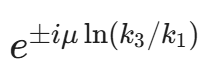 $e^{\pm i\mu \ln(k_3/k_1)}$